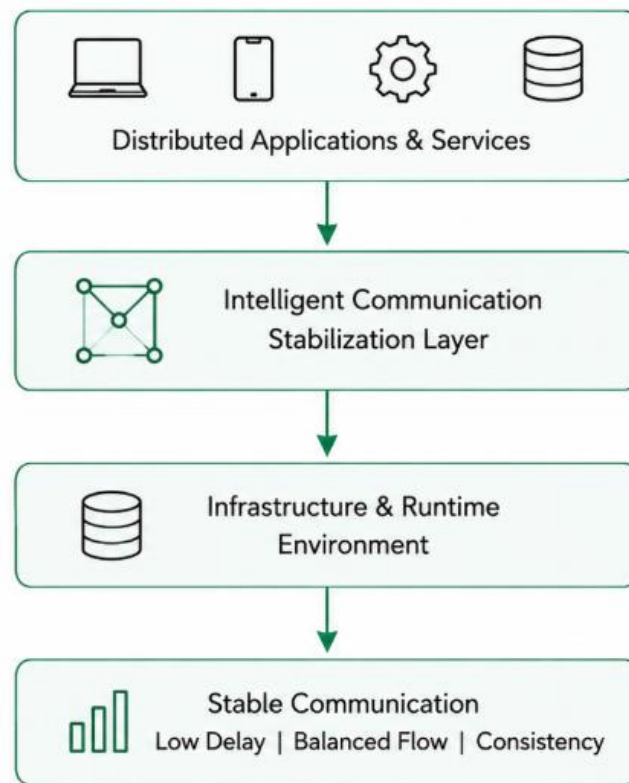 Distributed Applications & Services
Intelligent Communication
Stabilization Layer
Infrastructure & Runtime
Environment
Stable Communication
Low Delay | Balanced Flow | Consistency